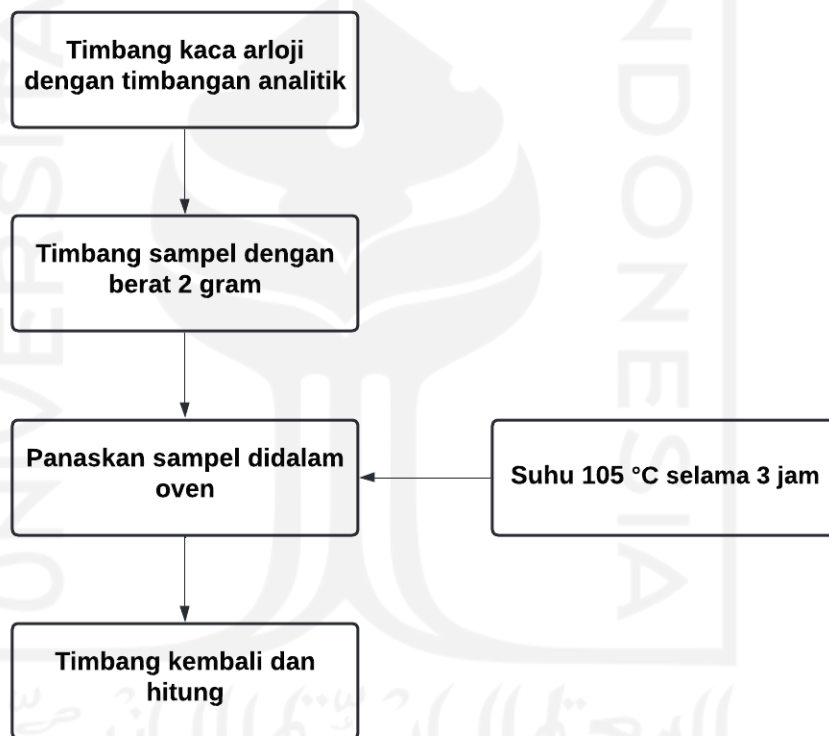 Timbang kaca arloji
dengan timbangan analitik
Timbang sampel dengan
berat 2 gram
Panaskan sampel didalam
oven
Suhu 105 °C selama 3 jam
Timbang kembali dan
hitung
INDONESIA